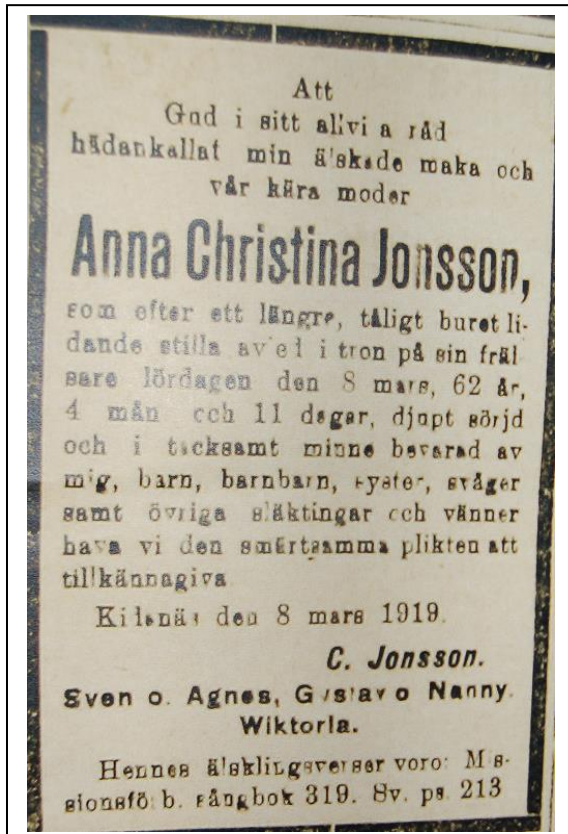 Att
Gud i sitt allvisa råd
hädankallat min älskade maka och
vår kära moder
Anna Christina Jonsson,
som efter ett längre, tåligt buret li-
dande stilla avled i tron på sin fräl
sare lördagen den 8 mars, 62 år,
4 mån och 11 dagar, djupt sörjd
och i tacksamt minne bevarad av
mig, barn, barnbarn, syster, svåger
samt övriga släktingar och vänner
hava vi den smärtsamma plikten att
tillkännagiva
den 8 mars 1919.
C. Jonsson.
Sven o. Agnes, Gustav o Nanny.
Wiktoria.
Hennes älsklingsverser voro: Mis-
sionsförb. sångbok 319. Sv. ps. 213